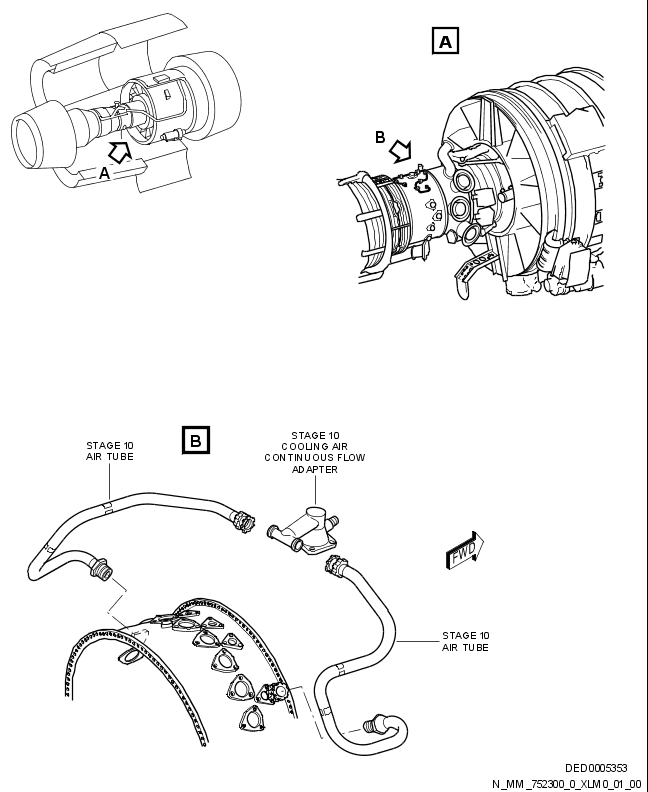 A
A
B
B
STAGE 10
AIR TUBE
STAGE 10
COOLING AIR
CONTINUOUS FLOW
ADAPTER
FWD
STAGE 10
AIR TUBE
DED0005353
N_MM_752300_0_XLM0_01_00